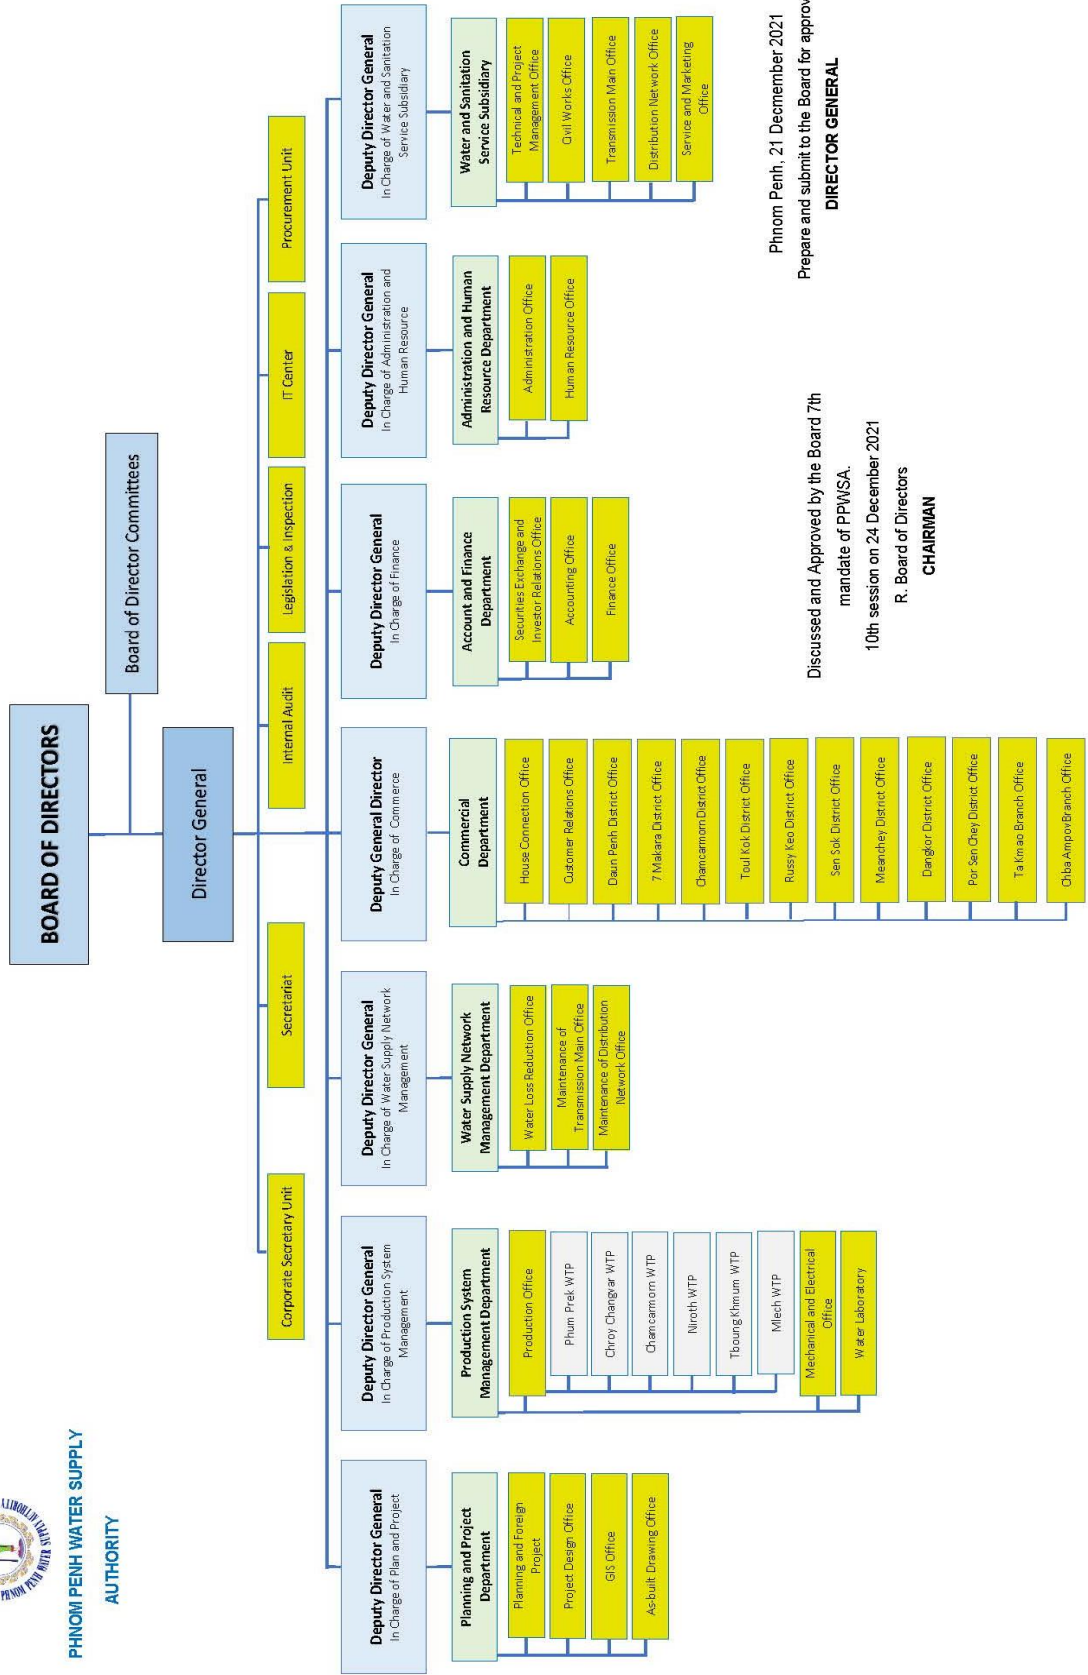 PHNOM PENH WATER SUPPLY
AUTHORITY
BOARD OF DIRECTORS
Board of Director Committees
Director General
Corporate Secretary Unit
Secretariat
Internal Audit
Legislation & Inspection
IT Center
Procurement Unit
Deputy Director General
In Charge of Plan and Project
Planning and Project
Department
Planning and Foreign
Project
Project Design Office
GIS Office
As-built Drawing Office
Deputy Director General
In Charge of Production System
Management
Production System
Management Department
Production Office
Phum Prek WTP
Chroy Changvar WTP
Chamcarmorn WTP
Niroth WTP
Tboung Khmum WTP
Mlech WTP
Mechanical and Electrical
Office
Water Laboratory
Deputy Director General
In Charge of Water Supply Network
Management
Water Supply Network
Management Department
Water Loss Reduction Office
Maintenance of
Transmission Main Office
Maintenance of Distribution
Network Office
Deputy General Director
In Charge of Commerce
Commercial
Department
House Connection Office
Customer Relations Office
Daun Penh District Office
7 Makara District Office
Chamcarmorn District Office
Toul Kok District Office
Russy Keo District Office
Sen Sok District Office
Meanchey District Office
Dangkor District Office
Por Sen Chey District Office
Ta Kmao Branch Office
Chba Ampov Branch Office
Deputy Director General
In Charge of Finance
Account and Finance
Department
Securities Exchange and
Investor Relations Office
Accounting Office
Finance Office
Deputy Director General
In Charge of Administration and
Human Resource
Administration and Human
Resource Department
Administration Office
Human Resource Office
Deputy Director General
In Charge of Water and Sanitation
Service Subsidiary
Water and Sanitation
Service Subsidiary
Technical and Project
Management Office
Civil Works Office
Transmission Main Office
Distribution Network Office
Service and Marketing
Office
Discussed and Approved by the Board 7th
mandate of PPWSA.
10th session on 24 December 2021
R. Board of Directors
CHAIRMAN
Phnom Penh, 21 Decmember 2021
Prepare and submit to the Board for approv
DIRECTOR GENERAL